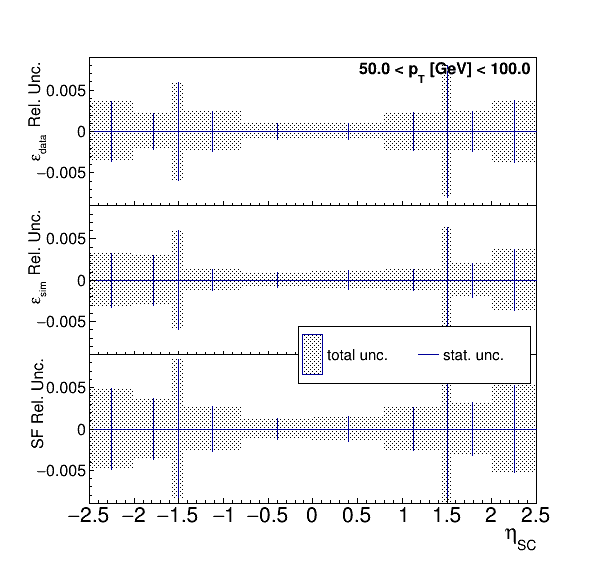 50.0 < p_T [GeV] < 100.0
ε_data Rel. Unc.
0.005
0
−0.005
ε_sim Rel. Unc.
0.005
0
−0.005
total unc.
stat. unc.
SF Rel. Unc.
0.005
0
−0.005
−2.5 −2 −1.5 −1 −0.5 0 0.5 1 1.5 2 2.5
η_SC